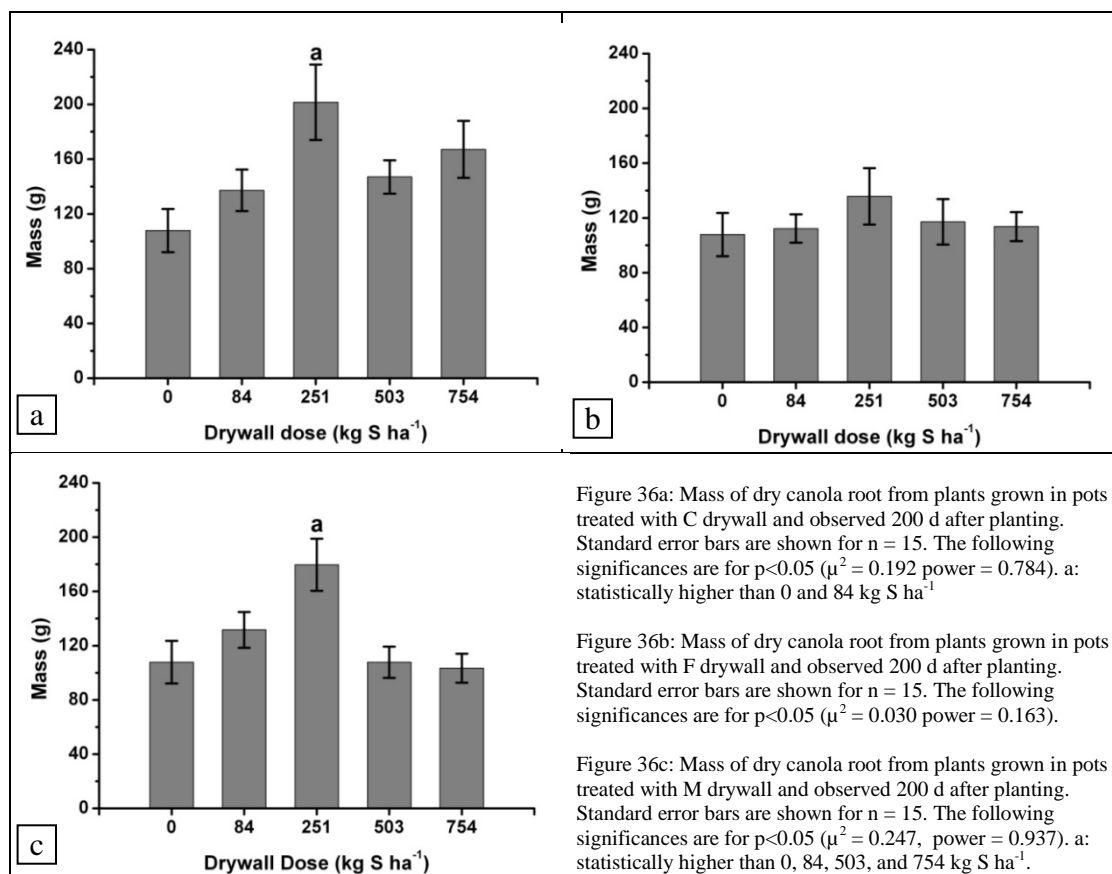 a
240
200
160
120
80
40
0
Mass (g)
0 84 251 503 754
Drywall dose (kg S ha⁻¹)
a
240
200
160
120
80
40
0
Mass (g)
0 84 251 503 754
Drywall dose (kg S ha⁻¹)
b
a
240
200
160
120
80
40
0
Mass (g)
0 84 251 503 754
Drywall Dose (kg S ha⁻¹)
c
Figure 36a: Mass of dry canola root from plants grown in pots
treated with C drywall and observed 200 d after planting.
Standard error bars are shown for n = 15. The following
significances are for p<0.05 (µ² = 0.192 power = 0.784). a:
statistically higher than 0 and 84 kg S ha⁻¹
Figure 36b: Mass of dry canola root from plants grown in pots
treated with F drywall and observed 200 d after planting.
Standard error bars are shown for n = 15. The following
significances are for p<0.05 (µ² = 0.030 power = 0.163).
Figure 36c: Mass of dry canola root from plants grown in pots
treated with M drywall and observed 200 d after planting.
Standard error bars are shown for n = 15. The following
significances are for p<0.05 (µ² = 0.247, power = 0.937). a:
statistically higher than 0, 84, 503, and 754 kg S ha⁻¹.